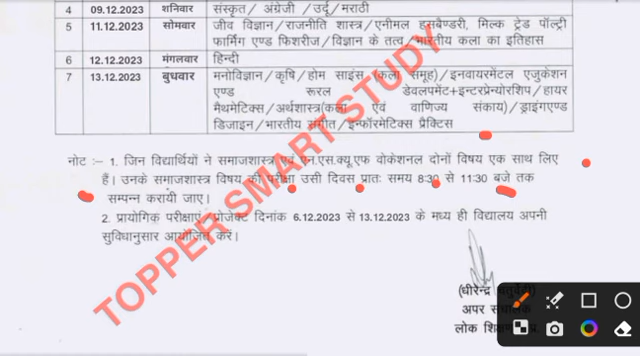 4 09.12.2023 शनिवार संस्कृत/ अंग्रेजी /उर्दू/मराठी
5 11.12.2023 सोमवार जीव विज्ञान/राजनीति शास्त्र/एनीमल हसबैण्डरी, मिल्क ट्रेड पॉल्ट्री
फार्मिंग एण्ड फिशरीज/विज्ञान के तत्व/भारतीय कला का इतिहास
6 12.12.2023 मंगलवार हिन्दी
7 13.12.2023 बुधवार मनोविज्ञान/कृषि/होम साइंस (कला समूह)/इनवायरमेंटल एजुकेशन
एण्ड रूरल डेवलपमेंट+इन्टरप्रेन्योरशिप/हायर
मैथमेटिक्स/अर्थशास्त्र(कला एवं वाणिज्य संकाय)/ड्राइंगएण्ड
डिजाइन/भारतीय संगीत/इन्फॉरमेटिक्स प्रैक्टिस
नोट :- 1. जिन विद्यार्थियों ने समाजशास्त्र एवं एन.एस.क्यू.एफ वोकेशनल दोनों विषय एक साथ लिए
हैं। उनके समाजशास्त्र विषय की परीक्षा उसी दिवस प्रातः समय 8:30 से 11:30 बजे तक
सम्पन्न करायी जाए।
2. प्रायोगिक परीक्षाएं/प्रोजेक्ट दिनांक 6.12.2023 से 13.12.2023 के मध्य ही विद्यालय अपनी
सुविधानुसार आयोजित करें।
TOPPER SMART STUDY
(धीरेन्द्र चतुर्वेदी)
अपर
लोक